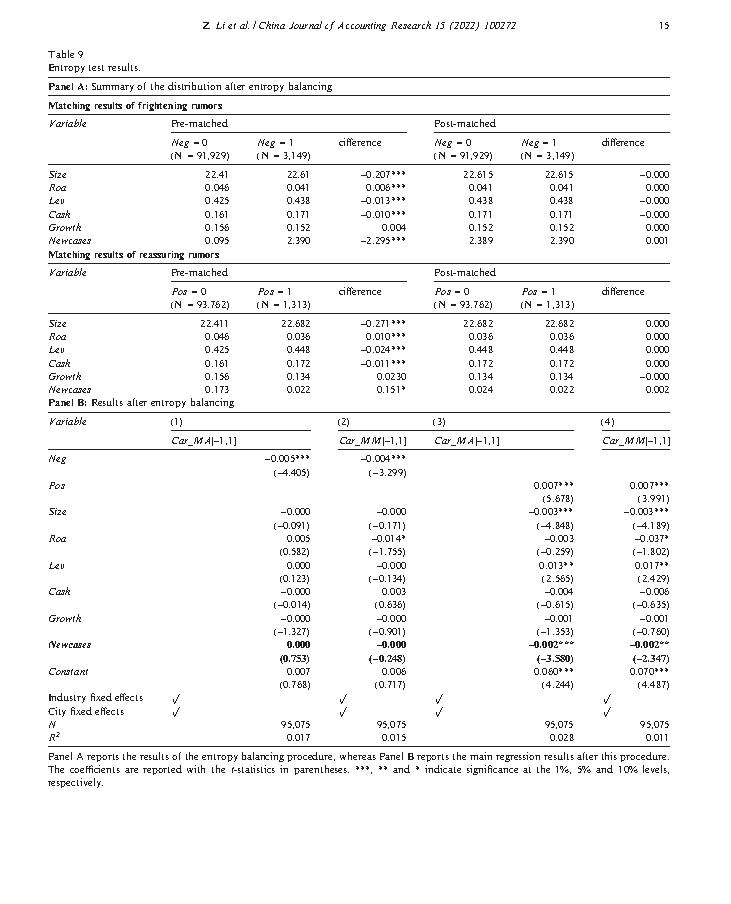 Z. Li et al. / China Journal of Accounting Research 15 (2022) 100272 15
Table 9
Entropy test results.
Panel A: Summary of the distribution after entropy balancing
Matching results of frightening rumors
Variable Pre-matched Post-matched
Neg = 0 Neg = 1 difference Neg = 0 Neg = 1 difference
(N = 91,929) (N = 3,149) (N = 91,929) (N = 3,149)
Size 22.41 22.61 −0.207*** 22.615 22.615 −0.000
Roa 0.046 0.041 0.006*** 0.041 0.041 0.000
Lev 0.425 0.438 −0.013*** 0.438 0.438 −0.000
Cash 0.161 0.171 −0.010*** 0.171 0.171 −0.000
Growth 0.156 0.152 0.004 0.152 0.152 0.000
Newcases 0.095 2.390 −2.295*** 2.389 2.390 0.001
Matching results of reassuring rumors
Variable Pre-matched Post-matched
Pos = 0 Pos = 1 difference Pos = 0 Pos = 1 difference
(N = 93.762) (N = 1,313) (N = 93.762) (N = 1,313)
Size 22.411 22.682 −0.271*** 22.682 22.682 0.000
Roa 0.046 0.036 0.010*** 0.036 0.036 0.000
Lev 0.425 0.448 −0.024*** 0.448 0.448 0.000
Cash 0.161 0.172 −0.011*** 0.172 0.172 0.000
Growth 0.156 0.134 0.0230 0.134 0.134 −0.000
Newcases 0.173 0.022 0.151* 0.024 0.022 0.002
Panel B: Results after entropy balancing
Variable (1) (2) (3) (4)
Car_MA[−1,1] Car_MM[−1,1] Car_MA[−1,1] Car_MM[−1,1]
Neg −0.005*** −0.004***
(−4.405) (−3.299)
Pos 0.007*** 0.007***
(5.678) (3.991)
Size −0.000 −0.000 −0.003*** −0.003***
(−0.091) (−0.171) (−4.848) (−4.189)
Roa 0.005 −0.014* −0.003 −0.037*
(0.582) (−1.755) (−0.259) (−1.802)
Lev 0.000 −0.000 0.013** 0.017**
(0.123) (−0.134) (2.565) (2.429)
Cash −0.000 0.003 −0.004 −0.006
(−0.014) (0.636) (−0.615) (−0.635)
Growth −0.000 −0.000 −0.001 −0.001
(−1.327) (−0.901) (−1.353) (−0.760)
Newcases 0.000 −0.000 −0.002*** −0.002**
(0.753) (−0.248) (−3.580) (−2.347)
Constant 0.007 0.006 0.060*** 0.070***
(0.768) (0.717) (4.244) (4.487)
Industry fixed effects √ √ √ √
City fixed effects √ √ √ √
N 95,075 95,075 95,075 95,075
R² 0.017 0.015 0.028 0.011
Panel A reports the results of the entropy balancing procedure, whereas Panel B reports the main regression results after this procedure.
The coefficients are reported with the t-statistics in parentheses. ***, ** and * indicate significance at the 1%, 5% and 10% levels,
respectively.